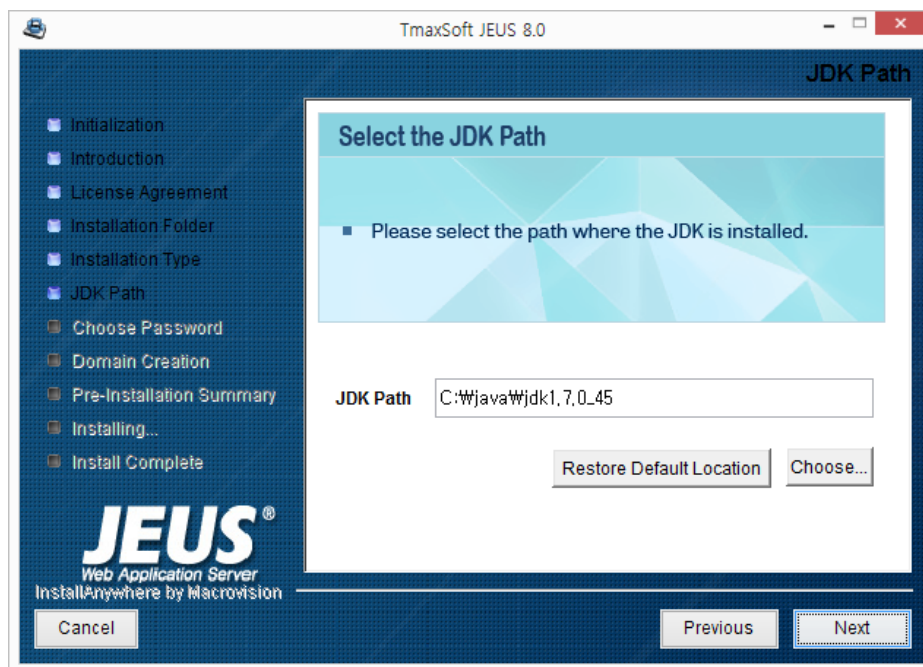 TmaxSoft JEUS 8.0
JDK Path
Initialization
Introduction
License Agreement
Installation Folder
Installation Type
JDK Path
Choose Password
Domain Creation
Pre-Installation Summary
Installing...
Install Complete
Select the JDK Path
Please select the path where the JDK is installed.
JDK Path C:₩java₩jdk1,7,0_45
Restore Default Location Choose...
JEUS®
Web Application Server
InstallAnywhere by Macrovision
Cancel Previous Next